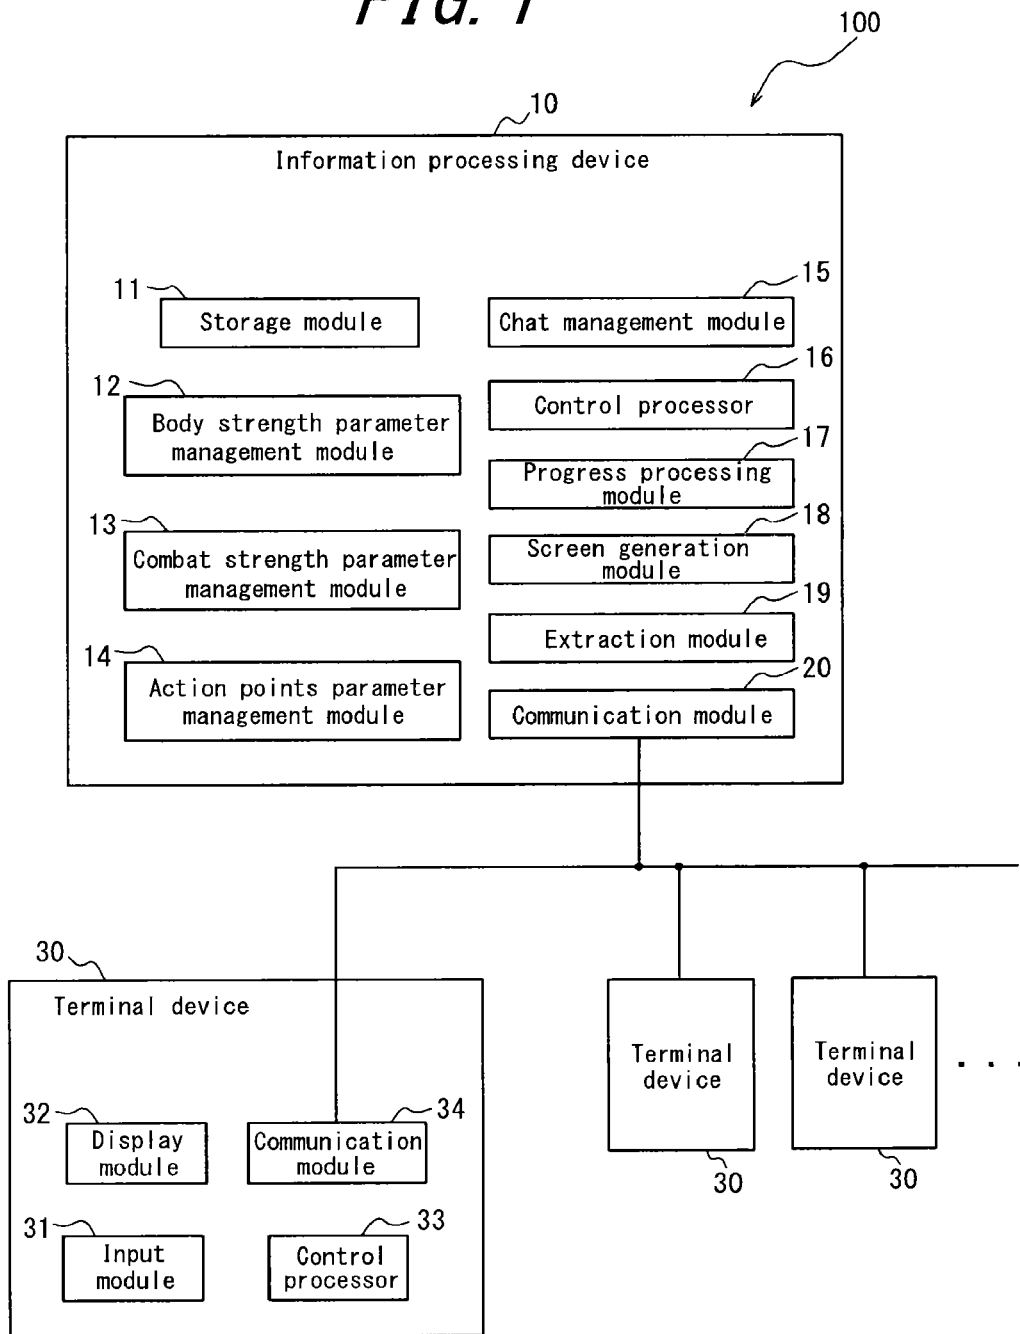 FIG. 1
100
10
Information processing device
11
Storage module
12
Body strength parameter
management module
13
Combat strength parameter
management module
14
Action points parameter
management module
15
Chat management module
16
Control processor
17
Progress processing
module
18
Screen generation
module
19
Extraction module
20
Communication module
30
Terminal device
32
Display
module
34
Communication
module
31
Input
module
33
Control
processor
Terminal
device
30
Terminal
device
30
. . .